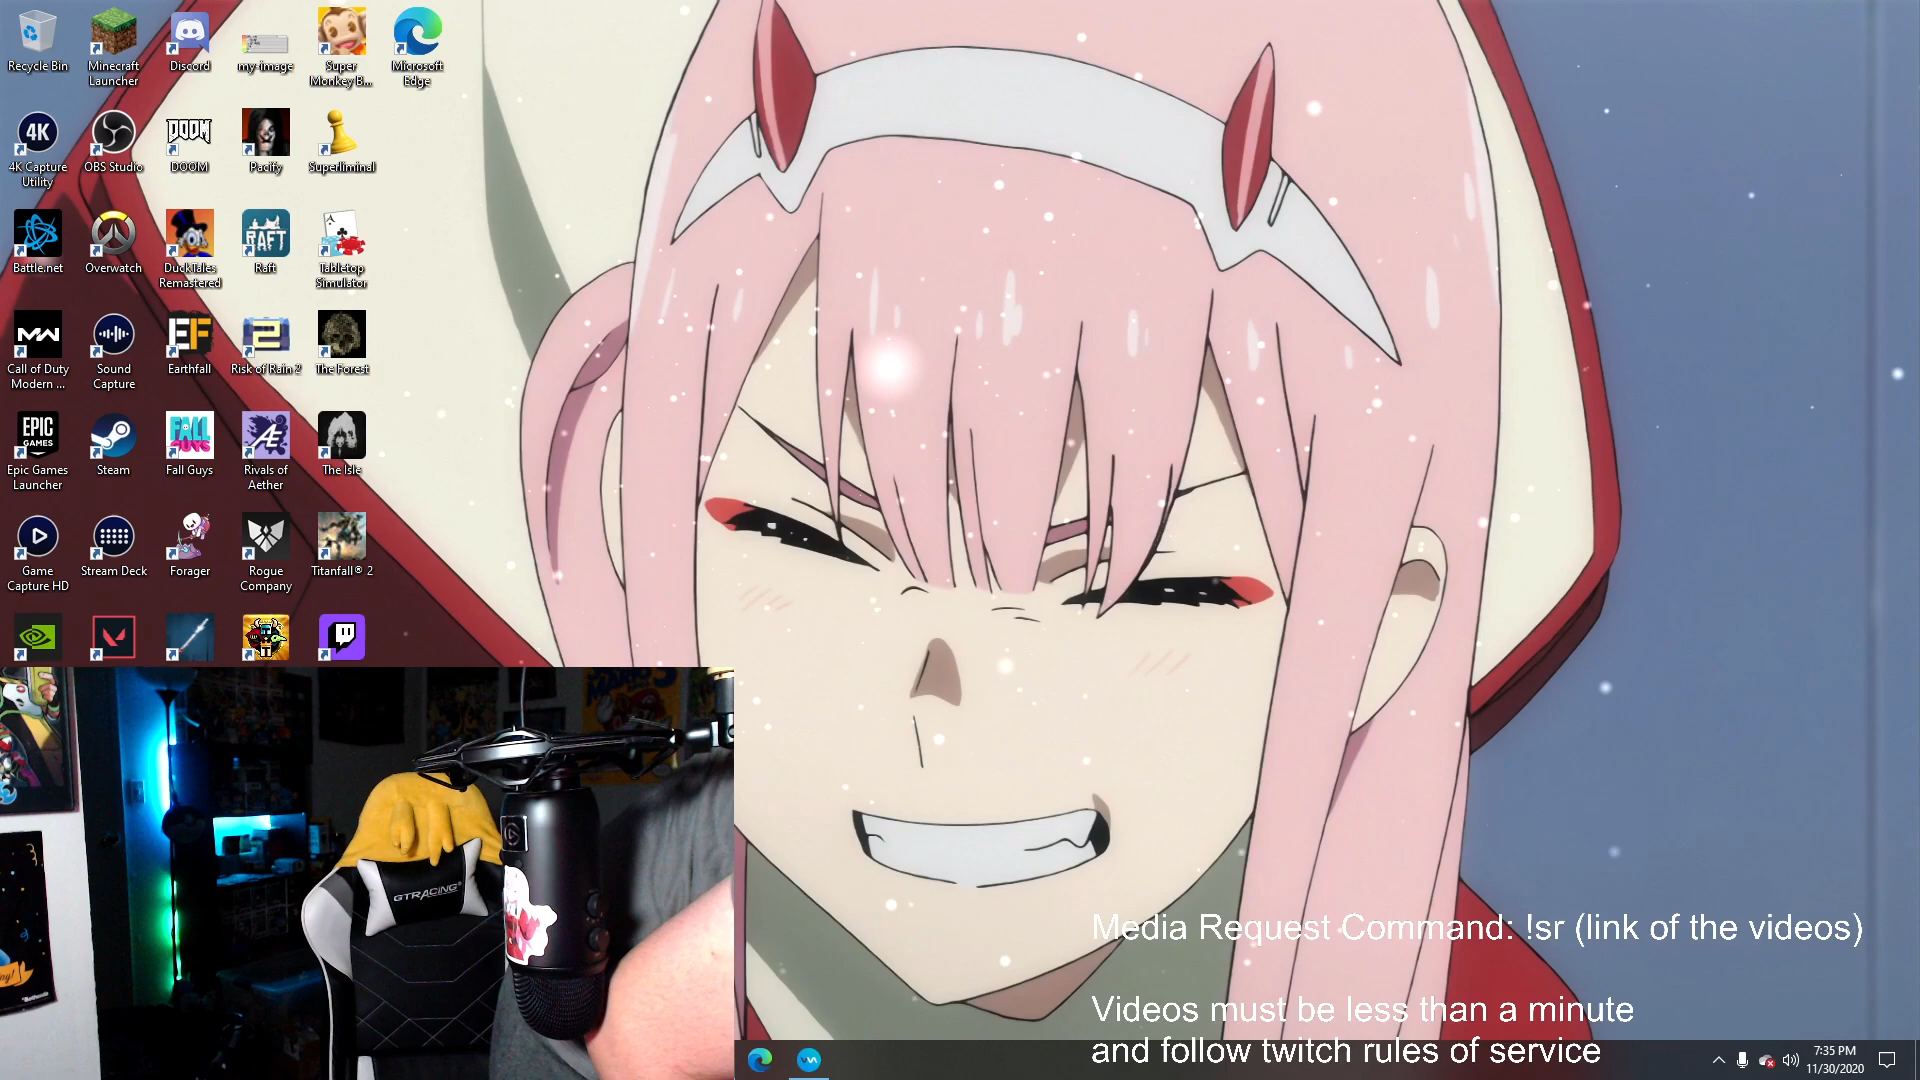 Recycle Bin
Minecraft
Launcher
Discord
my-image
Super
Monkey B...
Microsoft
Edge
4K
4K Capture
Utility
OBS Studio
DOOM
DOOM
Pacify
Superliminal
Battle.net
Overwatch
DuckTales
Remastered
RAFT
Raft
A
Tabletop
Simulator
MW
Call of Duty
Modern ...
Sound
Capture
EF
Earthfall
2
Risk of Rain 2
The Forest
EPIC
GAMES
Epic Games
Launcher
Steam
FALL
GUYS
Fall Guys
Æ
Rivals of
Aether
The Isle
Game
Capture HD
Stream Deck
Forager
Rogue
Company
Titanfall® 2
GTRACING
Media Request Command: !sr (link of the videos)
Videos must be less than a minute
and follow twitch rules of service
7:35 PM
11/30/2020